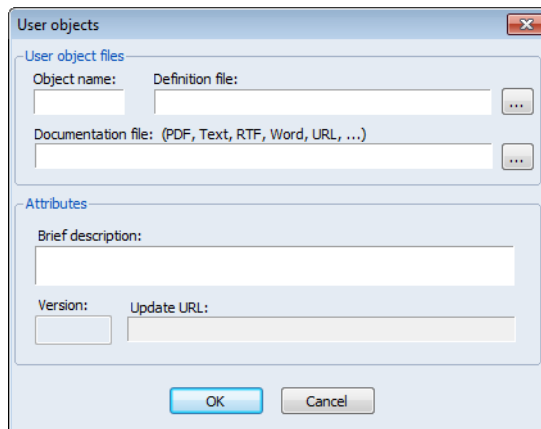 User objects
User object files
Object name: Definition file:
...
Documentation file: (PDF, Text, RTF, Word, URL, ...)
...
Attributes
Brief description:
Version: Update URL:
OK Cancel